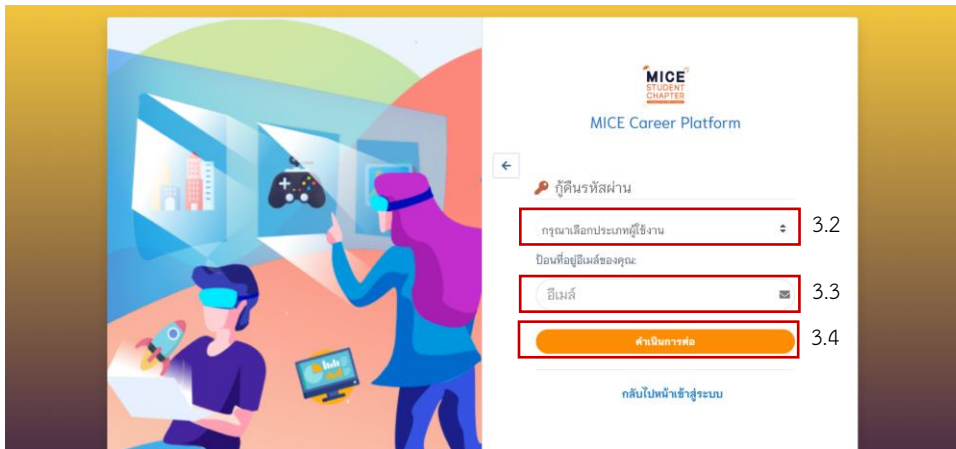 MICE
STUDENT
CHAPTER
MICE Career Platform
กู้คืนรหัสผ่าน
กรุณาเลือกประเภทผู้ใช้งาน 3.2
ป้อนที่อยู่อีเมล์ของคุณ:
อีเมล์ 3.3
ดำเนินการต่อ 3.4
กลับไปหน้าเข้าสู่ระบบ